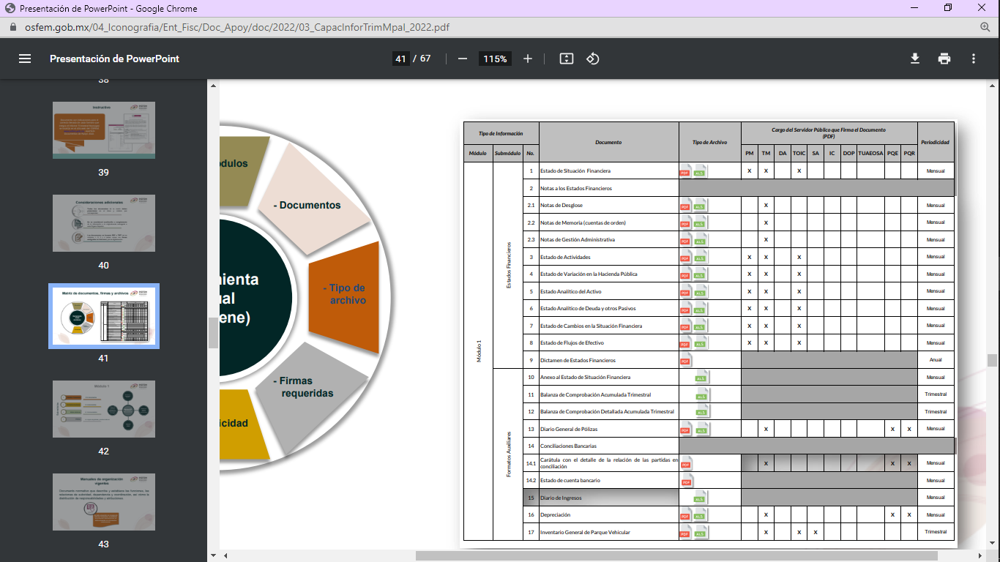 Presentación de PowerPoint - Google Chrome
osfem.gob.mx/04_Iconografia/Ent_Fisc/Doc_Apoy/doc/2022/03_CapacInforTrimMpal_2022.pdf
Presentación de PowerPoint
41 / 67
115%
38
Instructivo
39
Consideraciones adicionales
40
Matriz de documentos, firmas y archivos
41
Módulo 1
42
Manuales de organización vigentes
43
dulos
- Documentos
- Tipo de
archivo
- Firmas
requeridas
icidad
ienta
ual
ene)
Tipo de Información Documento Tipo de Archivo Cargo del Servidor Público que Firma el Documento
(PDF) Periodicidad
Módulo Submódulo No. PM TM DA TOIC SA IC DOP TUAEOSA PQE PQR
Módulo 1
Estados Financieros
1 Estado de Situación Financiera PDF XLS X X X Mensual
2 Notas a los Estados Financieros
2.1 Notas de Desglose PDF XLS X Mensual
2.2 Notas de Memoria (cuentas de orden) PDF XLS X Mensual
2.3 Notas de Gestión Administrativa PDF XLS X Mensual
3 Estado de Actividades PDF XLS X X X Mensual
4 Estado de Variación en la Hacienda Pública PDF XLS X X X Mensual
5 Estado Analítico del Activo PDF XLS X X X Mensual
6 Estado Analítico de Deuda y otros Pasivos PDF XLS X X X Mensual
7 Estado de Cambios en la Situación Financiera PDF XLS X X X Mensual
8 Estado de Flujos de Efectivo PDF XLS X X X Mensual
9 Dictamen de Estados Financieros PDF Anual
Formatos Auxiliares
10 Anexo al Estado de Situación Financiera XLS Mensual
11 Balanza de Comprobación Acumulada Trimestral XLS Trimestral
12 Balanza de Comprobación Detallada Acumulada Trimestral XLS Trimestral
13 Diario General de Pólizas PDF XLS X X X Mensual
14 Conciliaciones Bancarias
14.1 Carátula con el detalle de la relación de las partidas en
conciliación PDF X X X Mensual
14.2 Estado de cuenta bancario PDF Mensual
15 Diario de Ingresos XLS Mensual
16 Depreciación PDF XLS X X X Mensual
17 Inventario General de Parque Vehicular PDF XLS X X X Trimestral